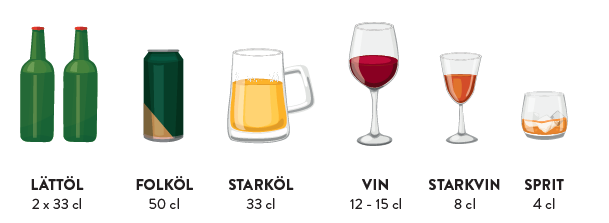 LÄTTÖL
2 x 33 cl
FOLKÖL
50 cl
STARKÖL
33 cl
VIN
12 - 15 cl
STARKVIN
8 cl
SPRIT
4 cl